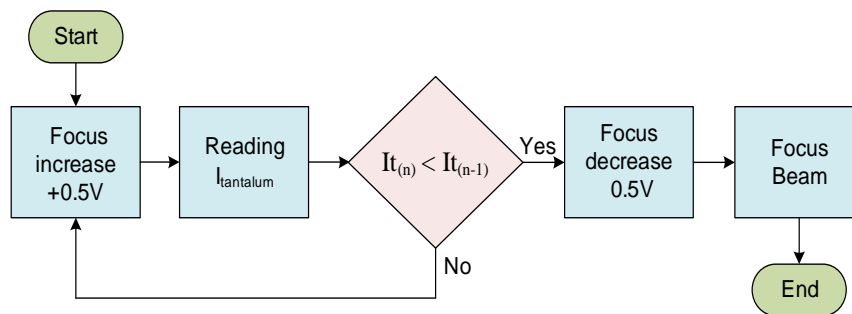 Start
Focus
increase
+0.5V
Reading
Itantalum
It(n) < It(n-1)
Yes
No
Focus
decrease
0.5V
Focus
Beam
End